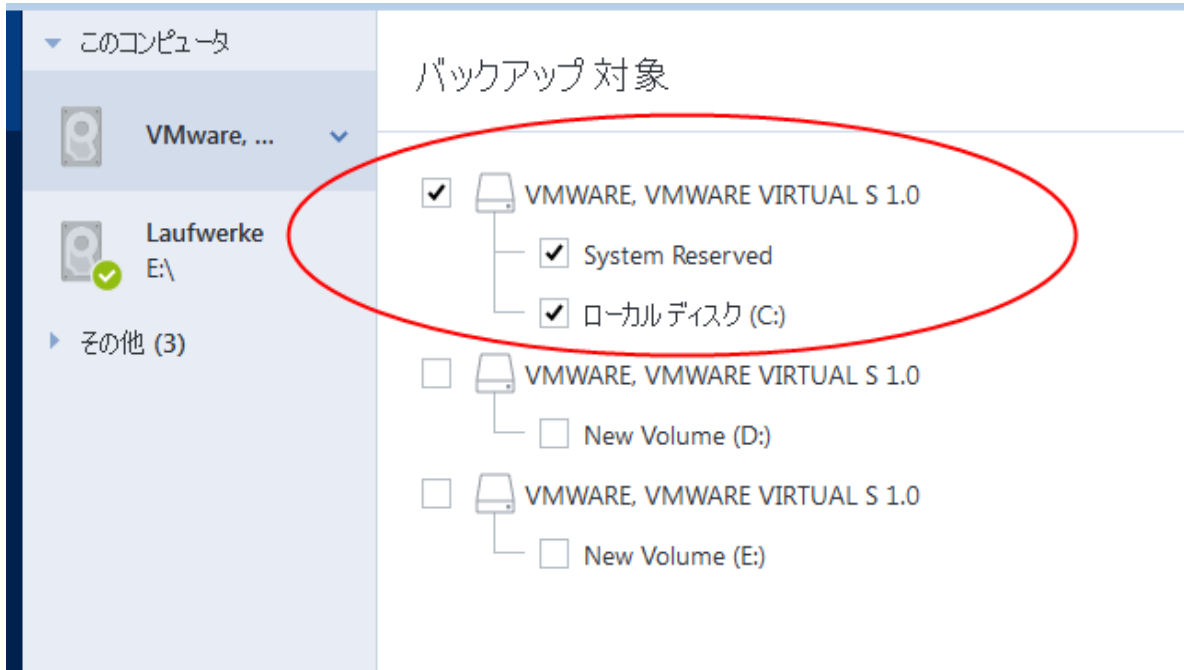 このコンピュータ
VMware, ...
Laufwerke
E:\
その他 (3)
バックアップ対象
VMWARE, VMWARE VIRTUAL S 1.0
System Reserved
ローカル ディスク (C:)
VMWARE, VMWARE VIRTUAL S 1.0
New Volume (D:)
VMWARE, VMWARE VIRTUAL S 1.0
New Volume (E:)